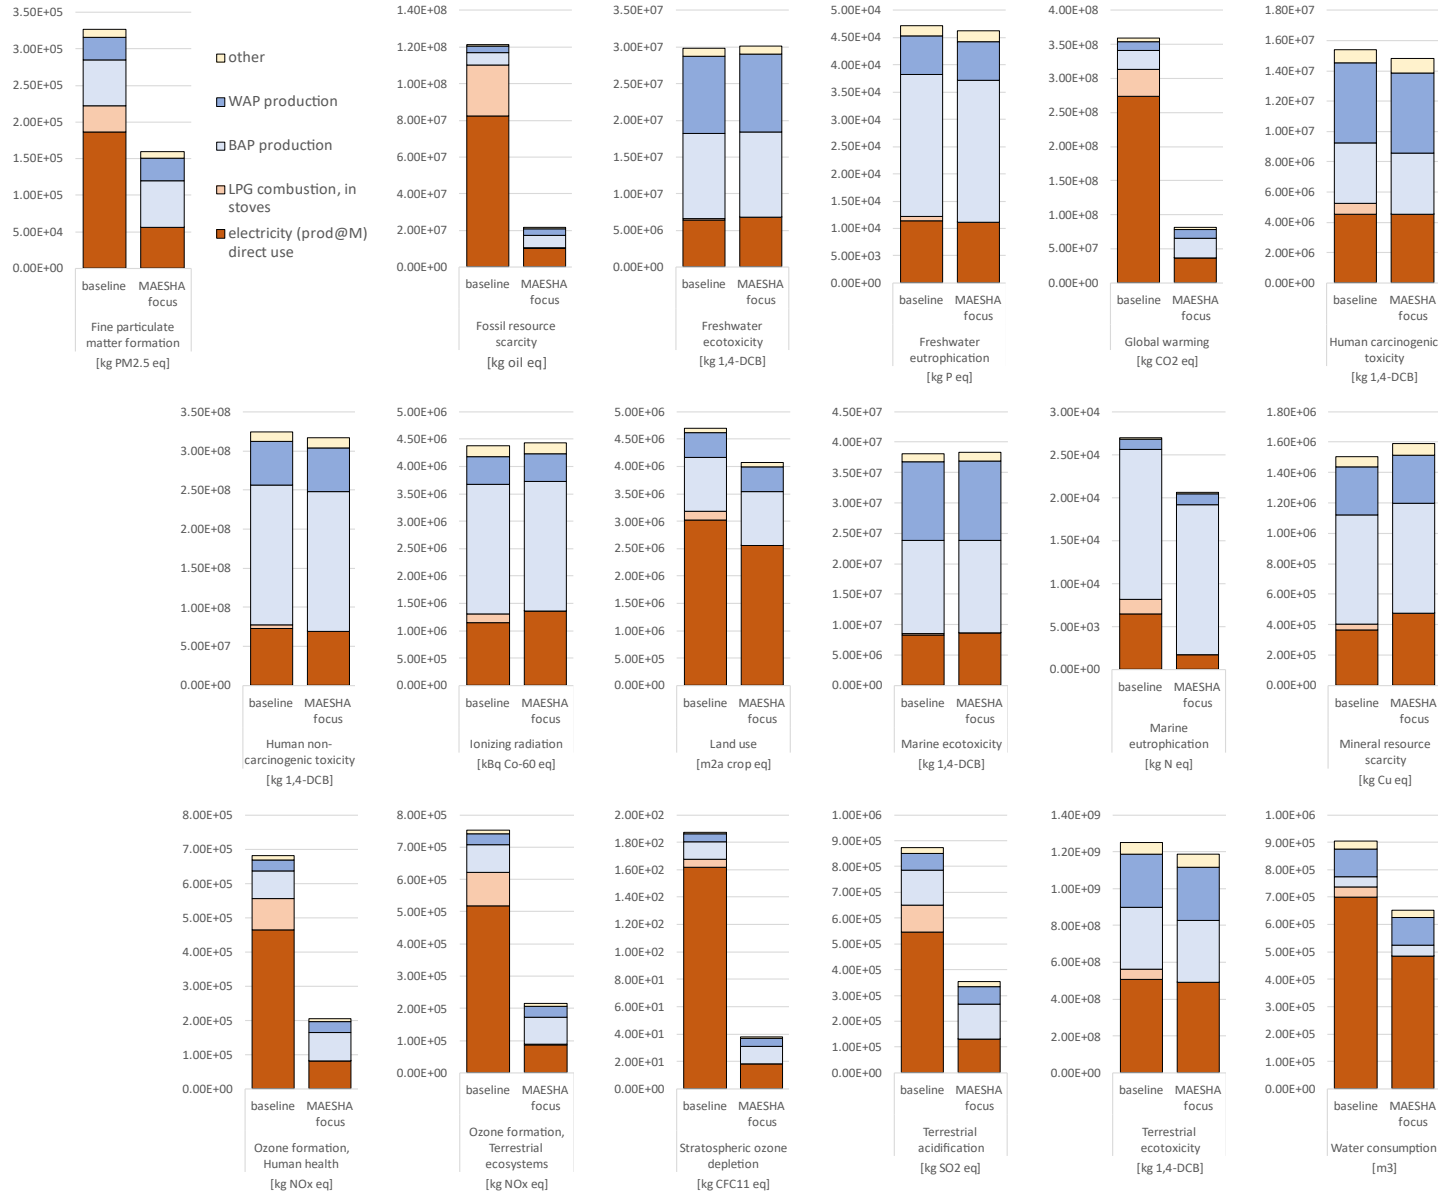 3.50E+05
3.00E+05
2.50E+05
2.00E+05
1.50E+05
1.00E+05
5.00E+04
0.00E+00
baseline
MAESHA
focus
Fine particulate
matter formation
[kg PM2.5 eq]
other
WAP production
BAP production
LPG combustion, in
stoves
electricity (prod@M)
direct use
1.40E+08
1.20E+08
1.00E+08
8.00E+07
6.00E+07
4.00E+07
2.00E+07
0.00E+00
baseline
MAESHA
focus
Fossil resource
scarcity
[kg oil eq]
3.50E+07
3.00E+07
2.50E+07
2.00E+07
1.50E+07
1.00E+07
5.00E+06
0.00E+00
baseline
MAESHA
focus
Freshwater
ecotoxicity
[kg 1,4-DCB]
5.00E+04
4.50E+04
4.00E+04
3.50E+04
3.00E+04
2.50E+04
2.00E+04
1.50E+04
1.00E+04
5.00E+03
0.00E+00
baseline
MAESHA
focus
Freshwater
eutrophication
[kg P eq]
4.00E+08
3.50E+08
3.00E+08
2.50E+08
2.00E+08
1.50E+08
1.00E+08
5.00E+07
0.00E+00
baseline
MAESHA
focus
Global warming
[kg CO2 eq]
1.80E+07
1.60E+07
1.40E+07
1.20E+07
1.00E+07
8.00E+06
6.00E+06
4.00E+06
2.00E+06
0.00E+00
baseline
MAESHA
focus
Human carcinogenic
toxicity
[kg 1,4-DCB]
3.50E+08
3.00E+08
2.50E+08
2.00E+08
1.50E+08
1.00E+08
5.00E+07
0.00E+00
baseline
MAESHA
focus
Human non-
carcinogenic toxicity
[kg 1,4-DCB]
5.00E+06
4.50E+06
4.00E+06
3.50E+06
3.00E+06
2.50E+06
2.00E+06
1.50E+06
1.00E+06
5.00E+05
0.00E+00
baseline
MAESHA
focus
Ionizing radiation
[kBq Co-60 eq]
5.00E+06
4.50E+06
4.00E+06
3.50E+06
3.00E+06
2.50E+06
2.00E+06
1.50E+06
1.00E+06
5.00E+05
0.00E+00
baseline
MAESHA
focus
Land use
[m2a crop eq]
4.50E+07
4.00E+07
3.50E+07
3.00E+07
2.50E+07
2.00E+07
1.50E+07
1.00E+07
5.00E+06
0.00E+00
baseline
MAESHA
focus
Marine ecotoxicity
[kg 1,4-DCB]
3.00E+04
2.50E+04
2.00E+04
1.50E+04
1.00E+04
5.00E+03
0.00E+00
baseline
MAESHA
focus
Marine
eutrophication
[kg N eq]
1.80E+06
1.60E+06
1.40E+06
1.20E+06
1.00E+06
8.00E+05
6.00E+05
4.00E+05
2.00E+05
0.00E+00
baseline
MAESHA
focus
Mineral resource
scarcity
[kg Cu eq]
8.00E+05
7.00E+05
6.00E+05
5.00E+05
4.00E+05
3.00E+05
2.00E+05
1.00E+05
0.00E+00
baseline
MAESHA
focus
Ozone formation,
Human health
[kg NOx eq]
8.00E+05
7.00E+05
6.00E+05
5.00E+05
4.00E+05
3.00E+05
2.00E+05
1.00E+05
0.00E+00
baseline
MAESHA
focus
Ozone formation,
Terrestrial
ecosystems
[kg NOx eq]
2.00E+02
1.80E+02
1.60E+02
1.40E+02
1.20E+02
1.00E+02
8.00E+01
6.00E+01
4.00E+01
2.00E+01
0.00E+00
baseline
MAESHA
focus
Stratospheric ozone
depletion
[kg CFC11 eq]
1.00E+06
9.00E+05
8.00E+05
7.00E+05
6.00E+05
5.00E+05
4.00E+05
3.00E+05
2.00E+05
1.00E+05
0.00E+00
baseline
MAESHA
focus
Terrestrial
acidification
[kg SO2 eq]
1.40E+09
1.20E+09
1.00E+09
8.00E+08
6.00E+08
4.00E+08
2.00E+08
0.00E+00
baseline
MAESHA
focus
Terrestrial
ecotoxicity
[kg 1,4-DCB]
1.00E+06
9.00E+05
8.00E+05
7.00E+05
6.00E+05
5.00E+05
4.00E+05
3.00E+05
2.00E+05
1.00E+05
0.00E+00
baseline
MAESHA
focus
Water consumption
[m3]